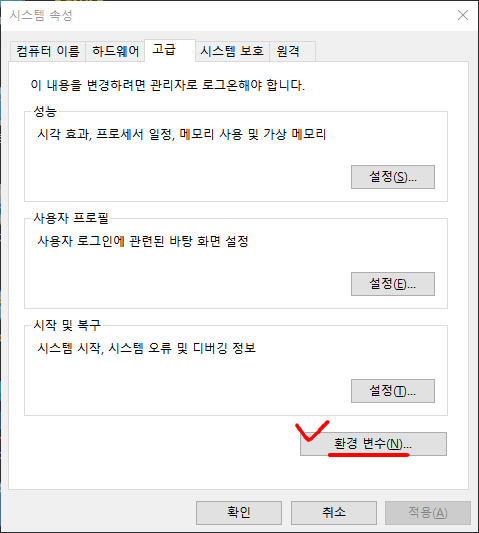 시스템 속성
컴퓨터 이름 하드웨어 고급 시스템 보호 원격
이 내용을 변경하려면 관리자로 로그온해야 합니다.
성능
시각 효과, 프로세서 일정, 메모리 사용 및 가상 메모리
설정(S)...
사용자 프로필
사용자 로그인에 관련된 바탕 화면 설정
설정(E)...
시작 및 복구
시스템 시작, 시스템 오류 및 디버깅 정보
설정(T)...
환경 변수(N)...
확인 취소 적용(A)